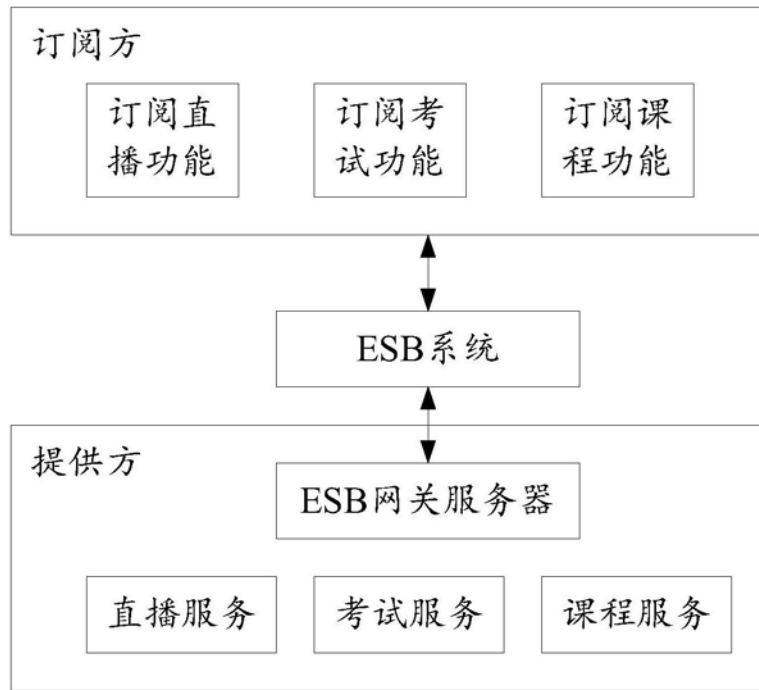 订阅方
订阅直
播功能
订阅考
试功能
订阅课
程功能
ESB系统
提供方
ESB网关服务器
直播服务
考试服务
课程服务